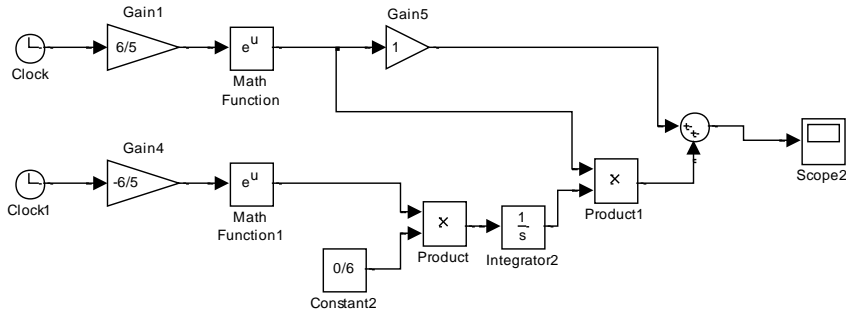 Gain1
6/5
Clock
e^u
Math
Function
Gain5
1
Scope2
Gain4
-6/5
Clock1
e^u
Math
Function1
0/6
Constant2
×
Product
1
s
Integrator2
×
Product1
+
+